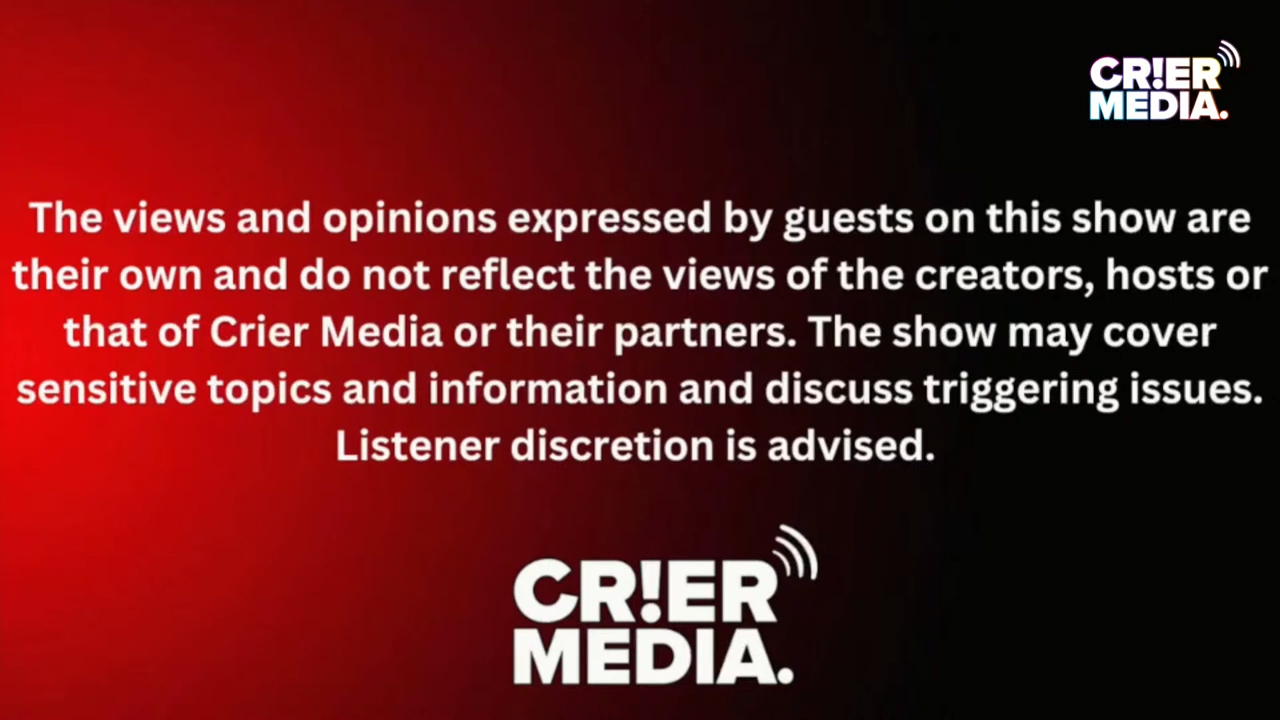 CR!ER
MEDIA.
The views and opinions expressed by guests on this show are
their own and do not reflect the views of the creators, hosts or
that of Crier Media or their partners. The show may cover
sensitive topics and information and discuss triggering issues.
Listener discretion is advised.
CR!ER
MEDIA.